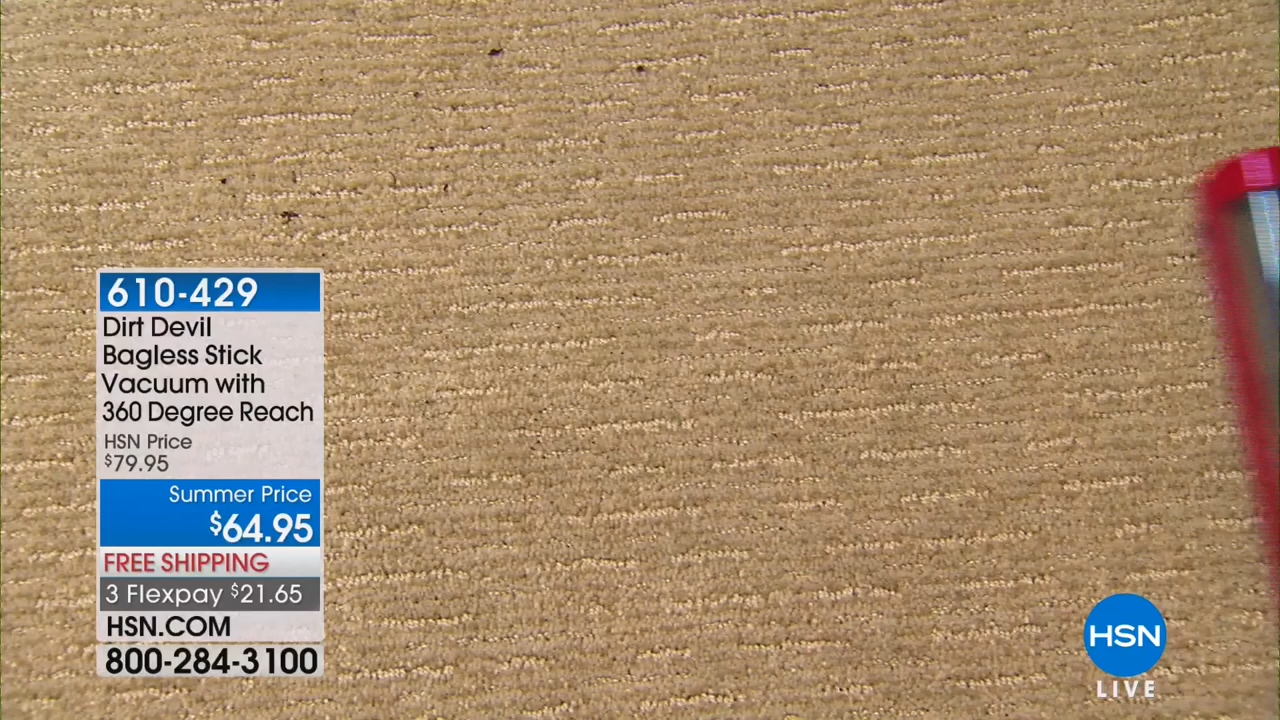 610-429
Dirt Devil
Bagless Stick
Vacuum with
360 Degree Reach
HSN Price
$79.95
Summer Price
$64.95
FREE SHIPPING
3 Flexpay $21.65
HSN.COM
800-284-3100
HSN
LIVE